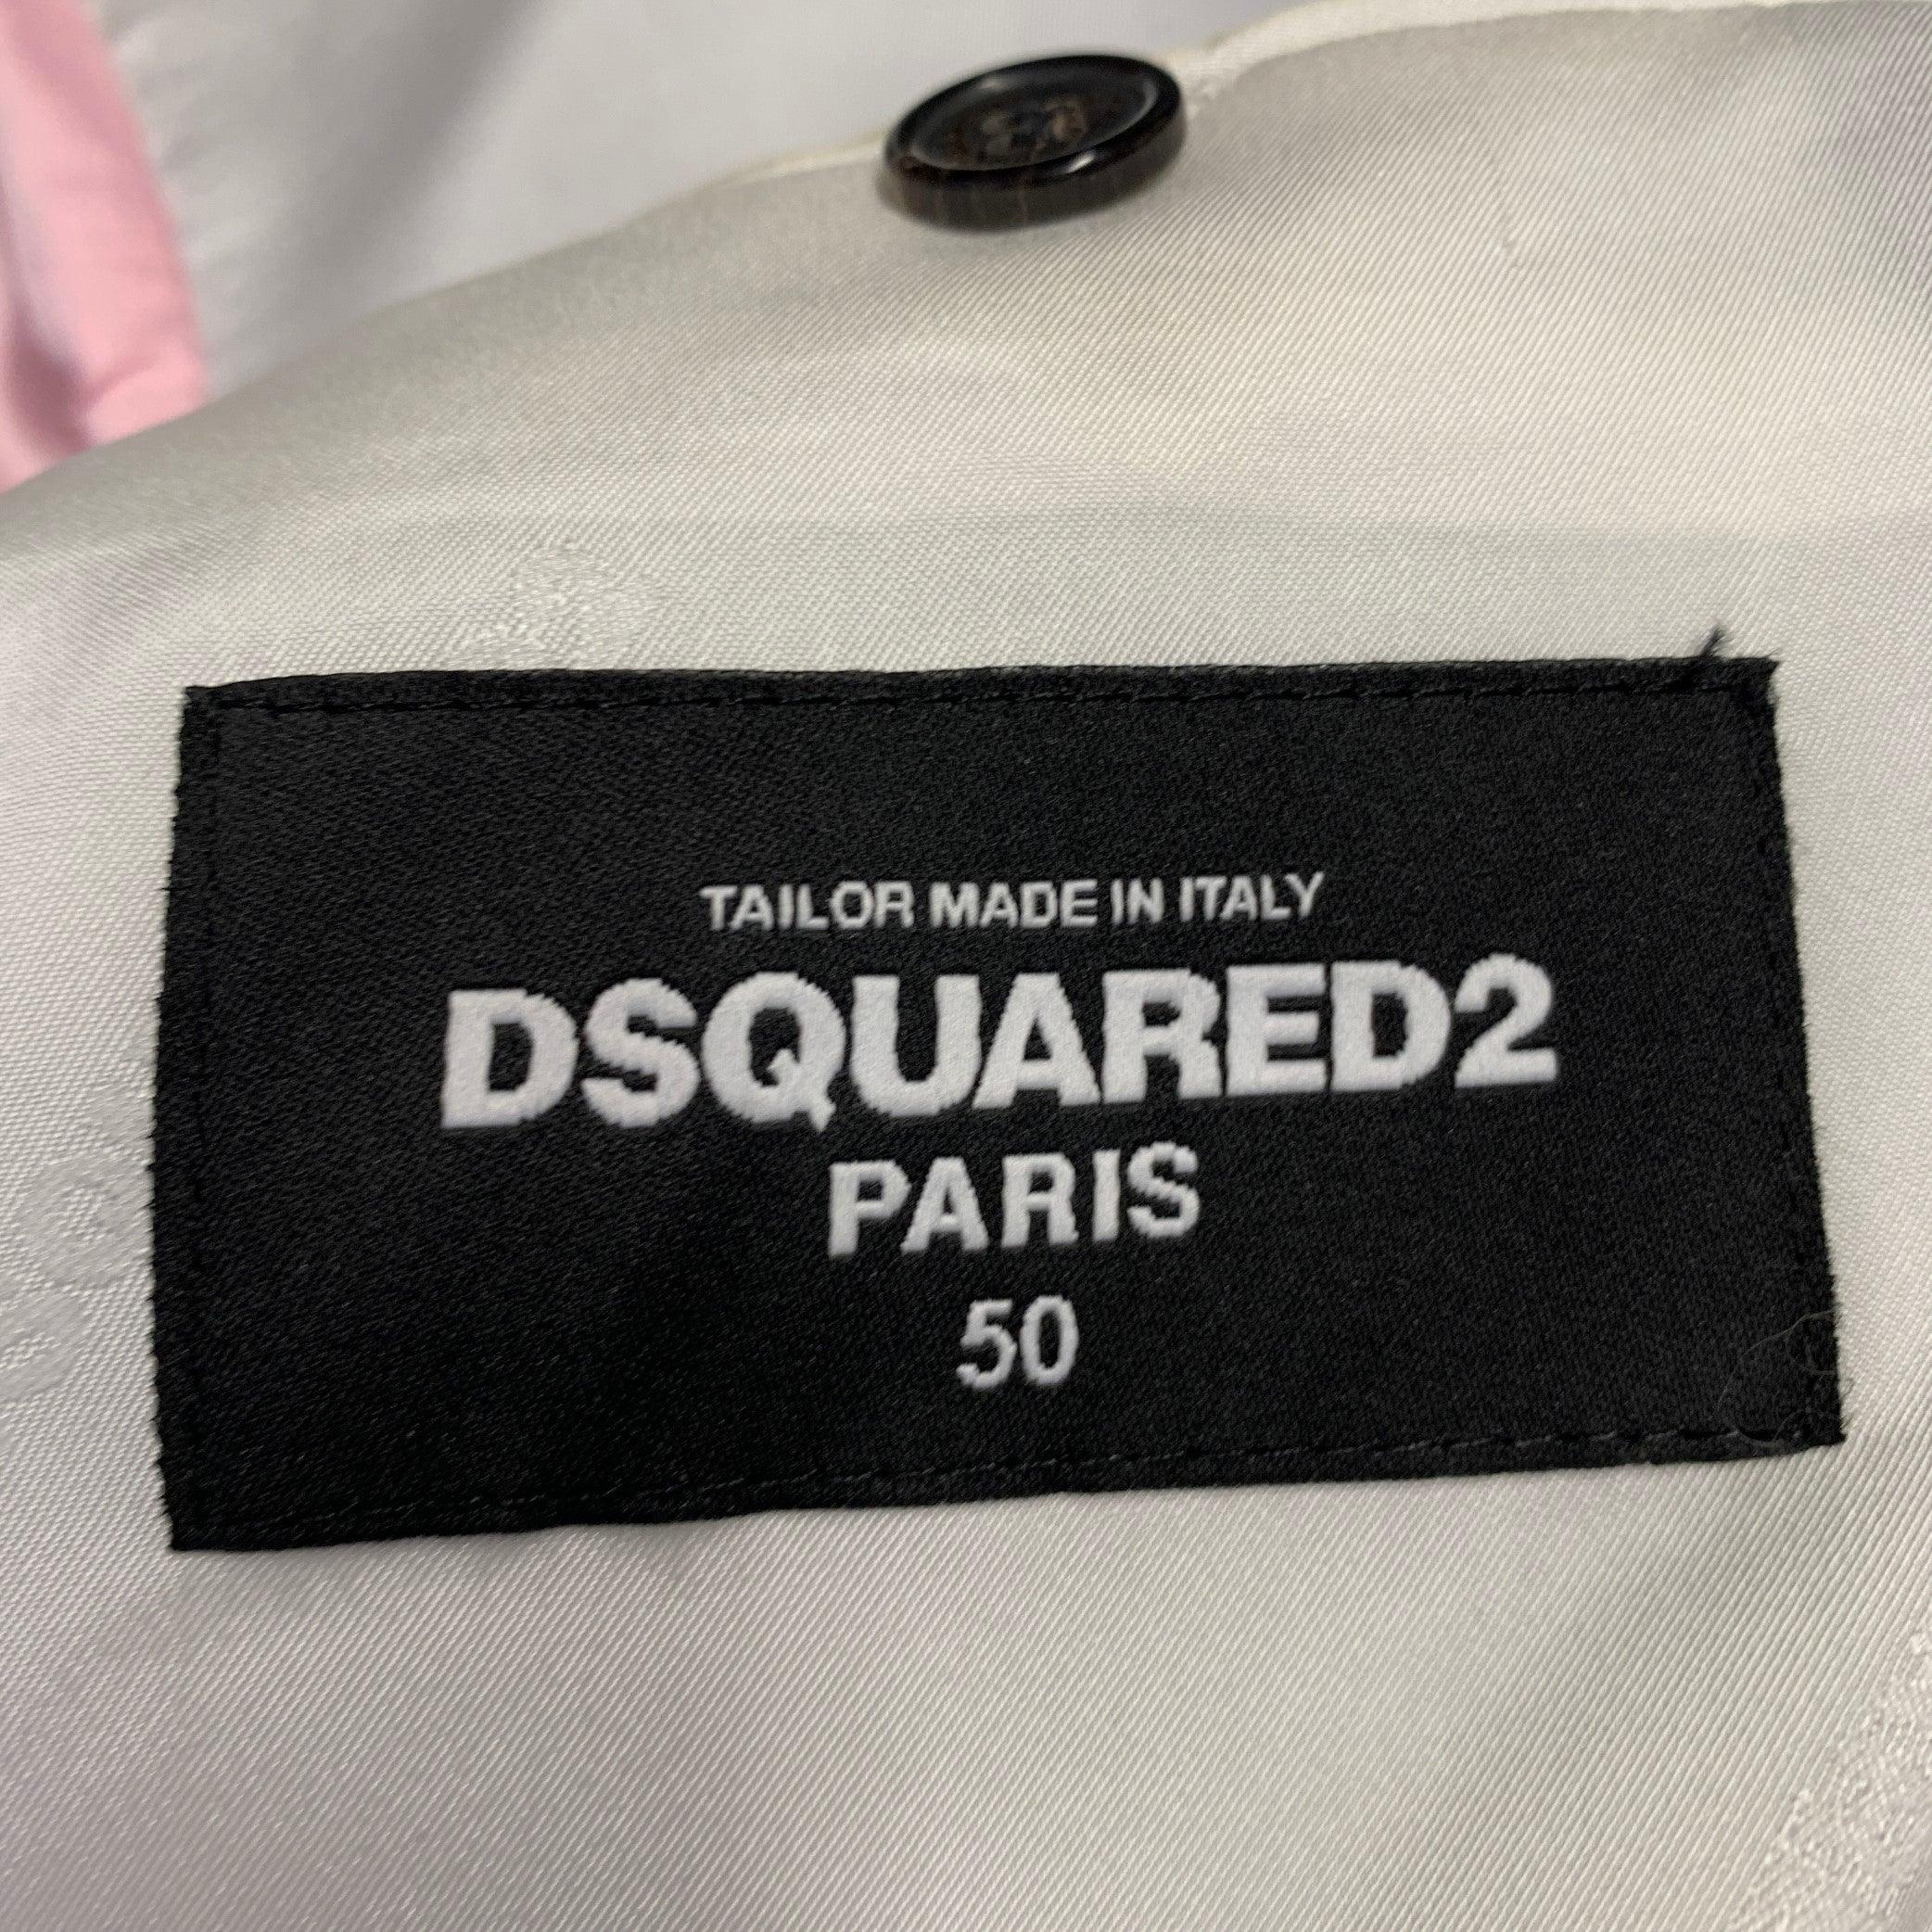 TAILOR MADE IN ITALY
DSQUARED2
PARIS
50